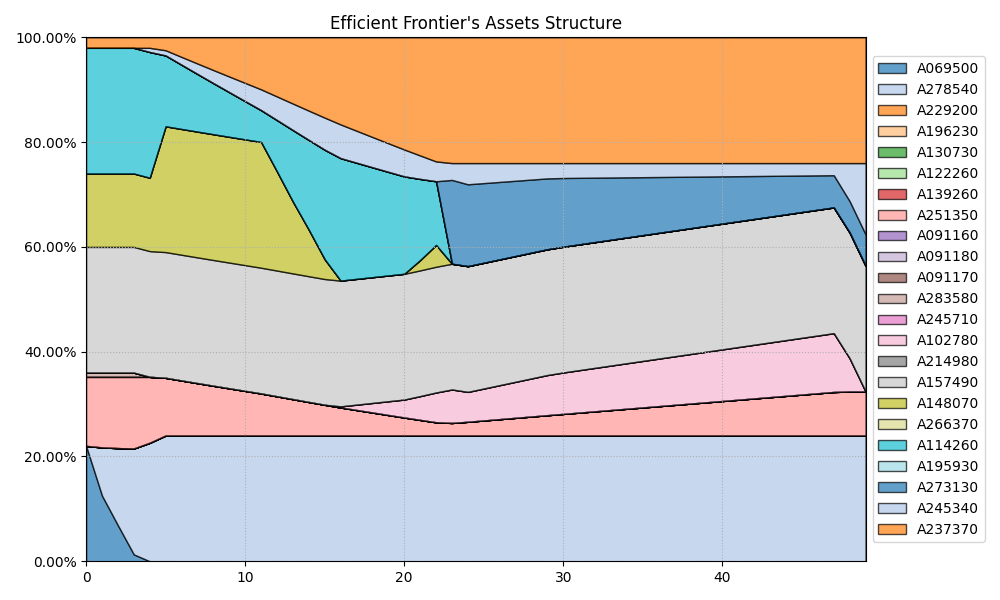 Efficient Frontier's Assets Structure
100.00%
80.00%
60.00%
40.00%
20.00%
0.00%
0
10
20
30
40
A069500
A278540
A229200
A196230
A130730
A122260
A139260
A251350
A091160
A091180
A091170
A283580
A245710
A102780
A214980
A157490
A148070
A266370
A114260
A195930
A273130
A245340
A237370